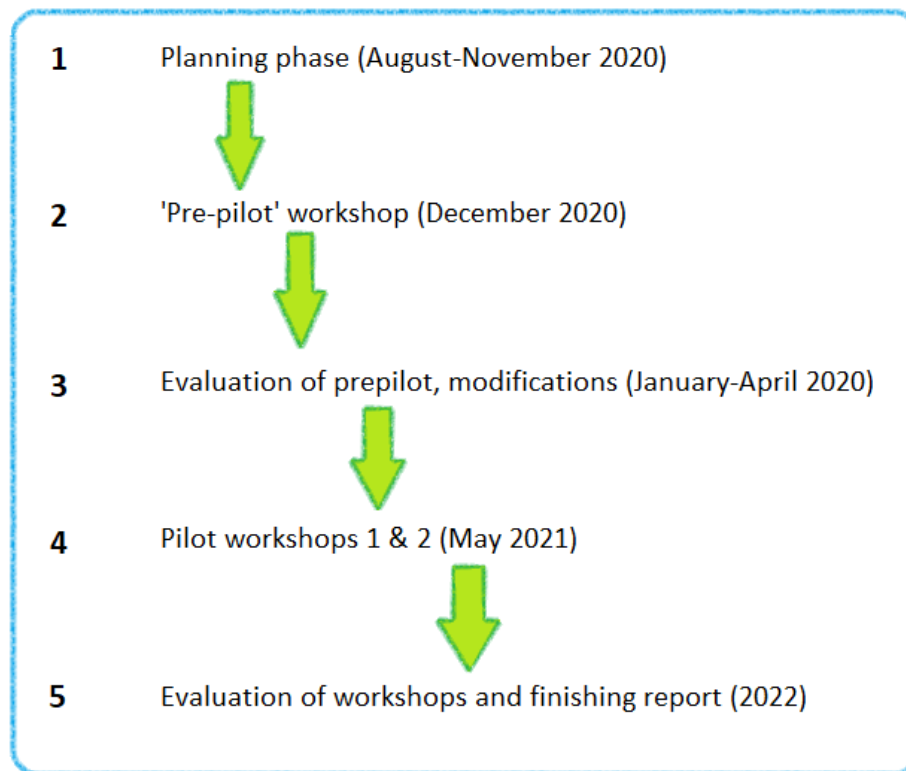 1 Planning phase (August-November 2020)
2 'Pre-pilot' workshop (December 2020)
3 Evaluation of prepilot, modifications (January-April 2020)
4 Pilot workshops 1 & 2 (May 2021)
5 Evaluation of workshops and finishing report (2022)